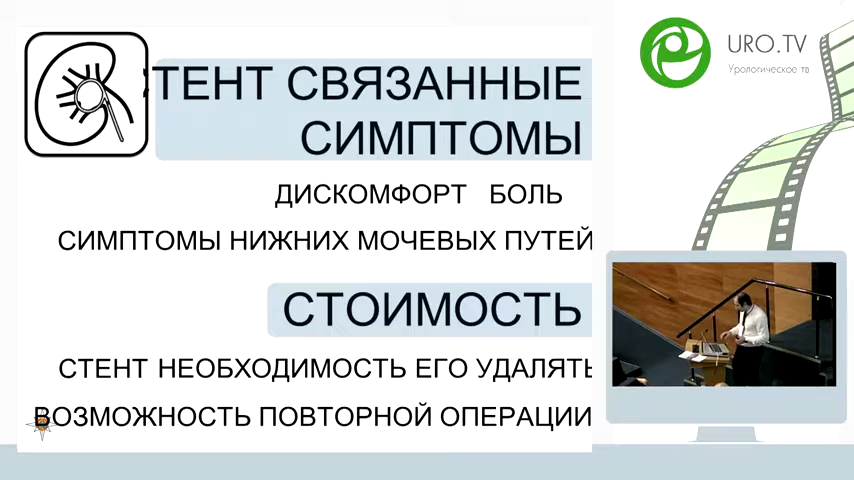 СТЕНТ СВЯЗАННЫЕ
СИМПТОМЫ
ДИСКОМФОРТ БОЛЬ
СИМПТОМЫ НИЖНИХ МОЧЕВЫХ ПУТЕЙ
СТОИМОСТЬ
СТЕНТ НЕОБХОДИМОСТЬ ЕГО УДАЛЯТЬ
ВОЗМОЖНОСТЬ ПОВТОРНОЙ ОПЕРАЦИИ
URO.TV
Урологическое тв